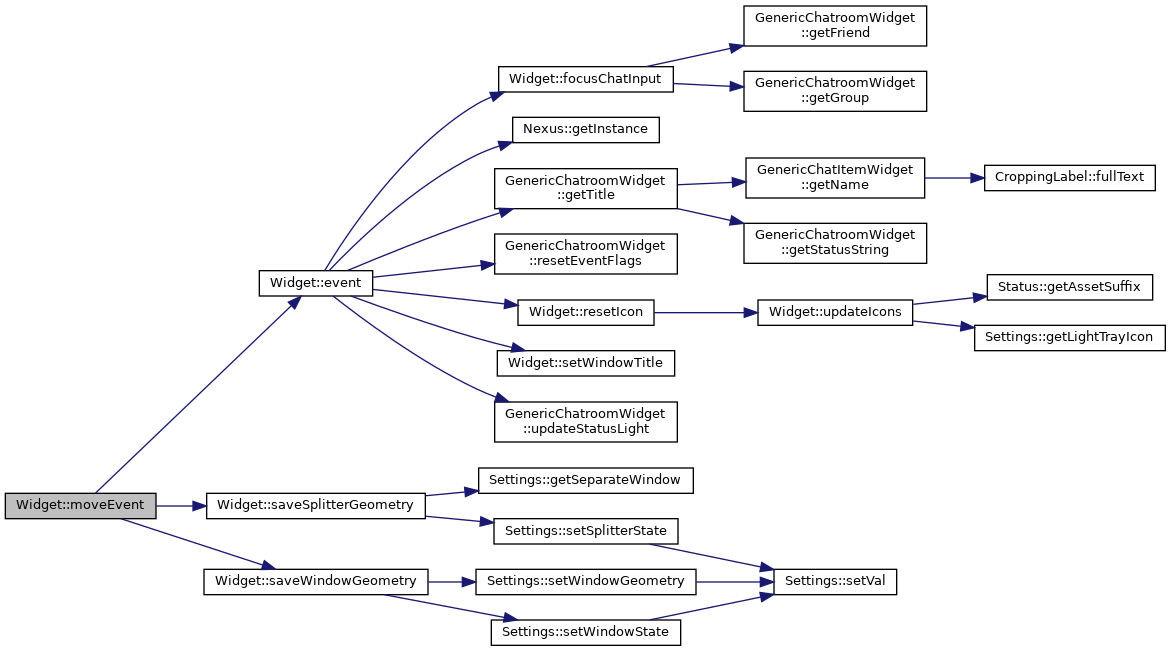 GenericChatroomWidget
::getFriend
Widget::focusChatInput
GenericChatroomWidget
::getGroup
Nexus::getInstance
GenericChatroomWidget
::getTitle
GenericChatItemWidget
::getName
CroppingLabel::fullText
GenericChatroomWidget
::getStatusString
GenericChatroomWidget
::resetEventFlags
Widget::event
Status::getAssetSuffix
Widget::resetIcon
Widget::updateIcons
Settings::getLightTrayIcon
Widget::setWindowTitle
GenericChatroomWidget
::updateStatusLight
Settings::getSeparateWindow
Widget::moveEvent
Widget::saveSplitterGeometry
Settings::setSplitterState
Widget::saveWindowGeometry
Settings::setWindowGeometry
Settings::setVal
Settings::setWindowState